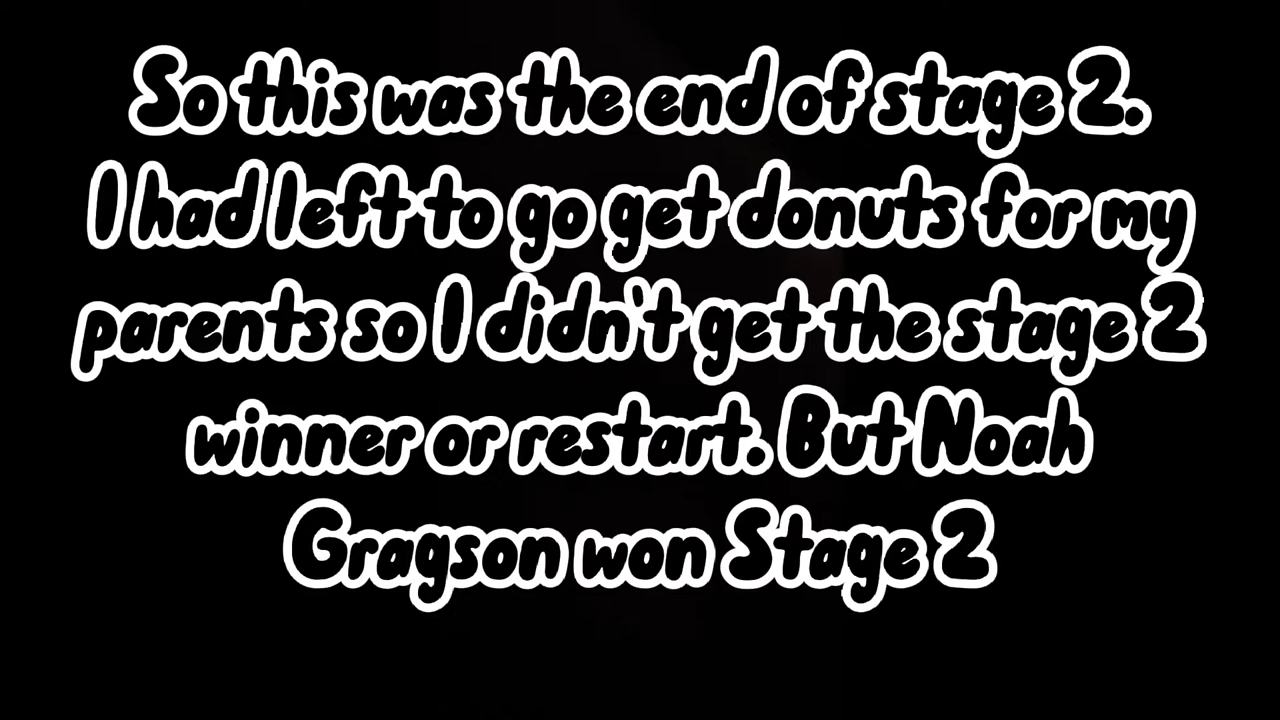 So this was the end of stage 2.
I had left to go get donuts for my
parents so I didn't get the stage 2
winner or restart. But Noah
Gragson won Stage 2